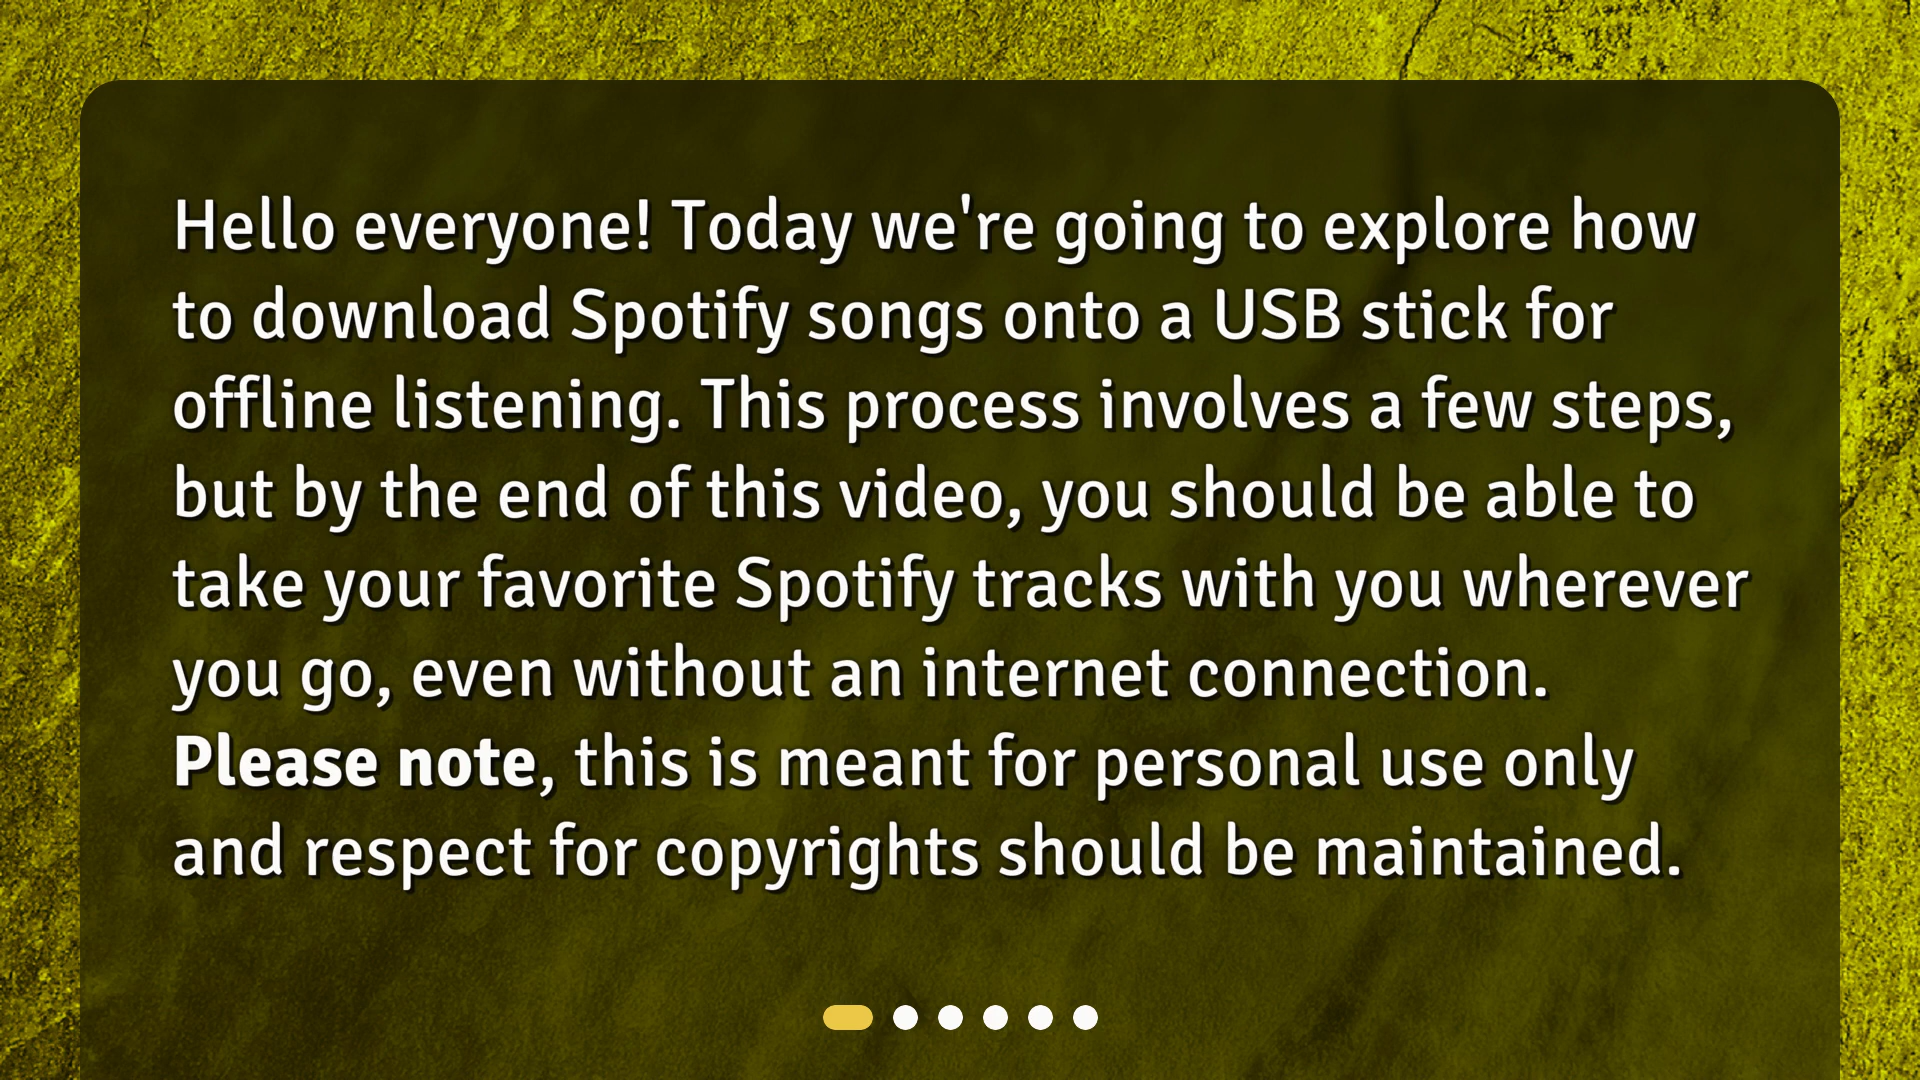 Hello everyone! Today we're going to explore how
to download Spotify songs onto a USB stick for
offline listening. This process involves a few steps,
but by the end of this video, you should be able to
take your favorite Spotify tracks with you wherever
you go, even without an internet connection.
Please note, this is meant for personal use only
and respect for copyrights should be maintained.